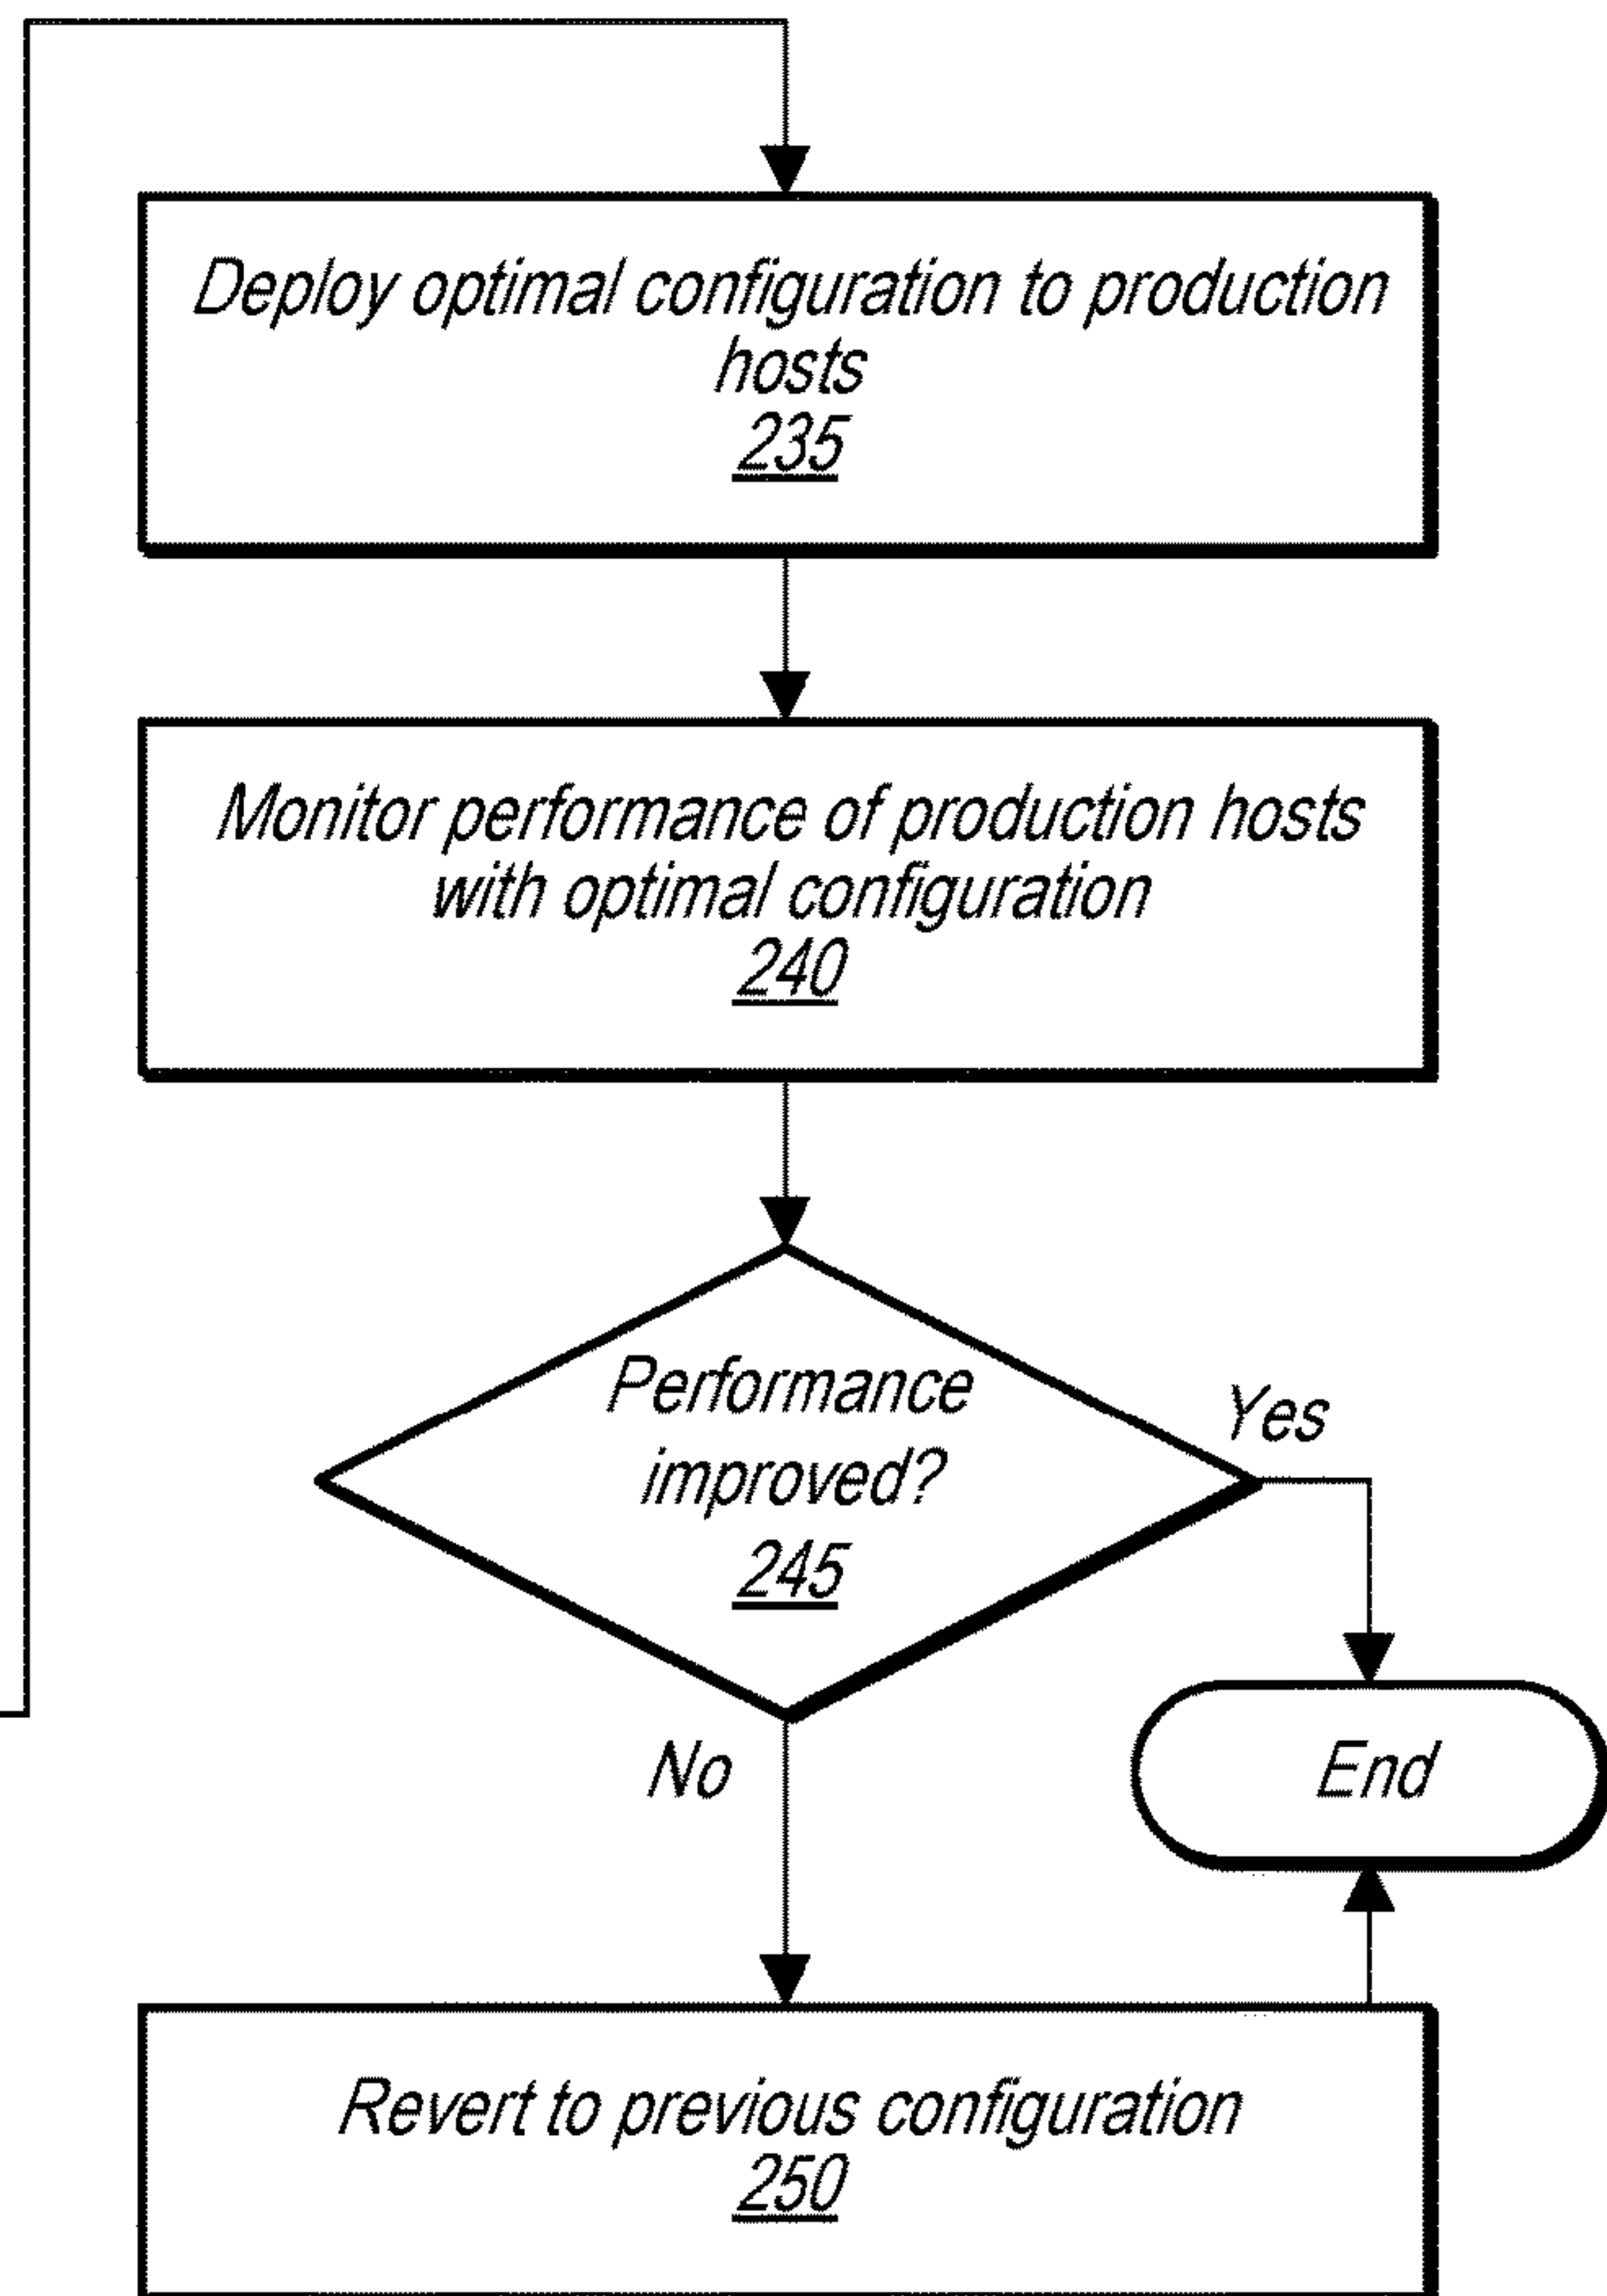 Deploy optimal configuration to production
hosts
235
Monitor performance of production hosts
with optimal configuration
240
Performance
improved?
245
Yes
No
End
Revert to previous configuration
250